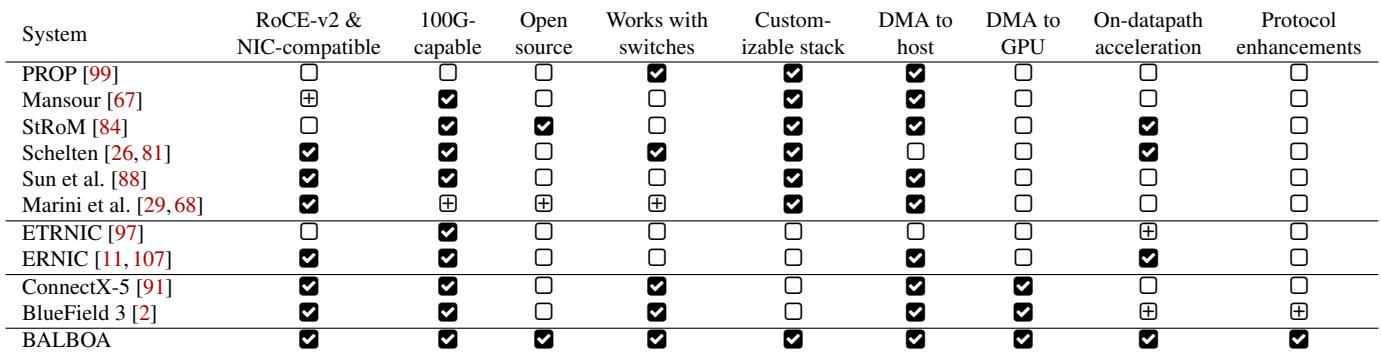 System RoCE-v2 & NIC-compatible 100G-capable Open source Works with switches Custom-izable stack DMA to host DMA to GPU On-datapath acceleration Protocol enhancements
PROP [99] ☐ ☐ ☐ ☑ ☑ ☑ ☐ ☐ ☐
Mansour [67] ⊞ ☑ ☐ ☐ ☑ ☑ ☐ ☐ ☐
StRoM [84] ☐ ☑ ☑ ☐ ☑ ☑ ☐ ☑ ☐
Schelten [26,81] ☑ ☑ ☐ ☑ ☑ ☐ ☐ ☑ ☐
Sun et al. [88] ☑ ☑ ☐ ☐ ☑ ☑ ☐ ☐ ☐
Marini et al. [29,68] ☑ ⊞ ⊞ ⊞ ☑ ☑ ☐ ☐ ☐
ETRNIC [97] ☐ ☑ ☐ ☐ ☐ ☐ ☐ ⊞ ☐
ERNIC [11,107] ☑ ☑ ☐ ☐ ☐ ☑ ☐ ☑ ☐
ConnectX-5 [91] ☑ ☑ ☐ ☑ ☐ ☑ ☑ ☐ ☐
BlueField 3 [2] ☑ ☑ ☐ ☑ ☐ ☑ ☑ ⊞ ⊞
BALBOA ☑ ☑ ☑ ☑ ☑ ☑ ☑ ☑ ☑